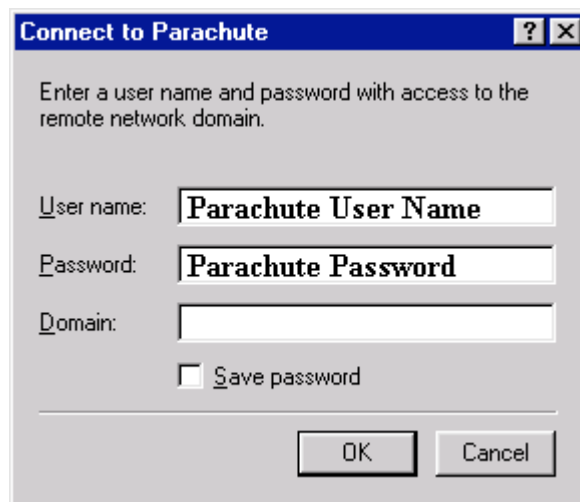 Connect to Parachute
Enter a user name and password with access to the
remote network domain.
User name: Parachute User Name
Password: Parachute Password
Domain:
Save password
OK Cancel